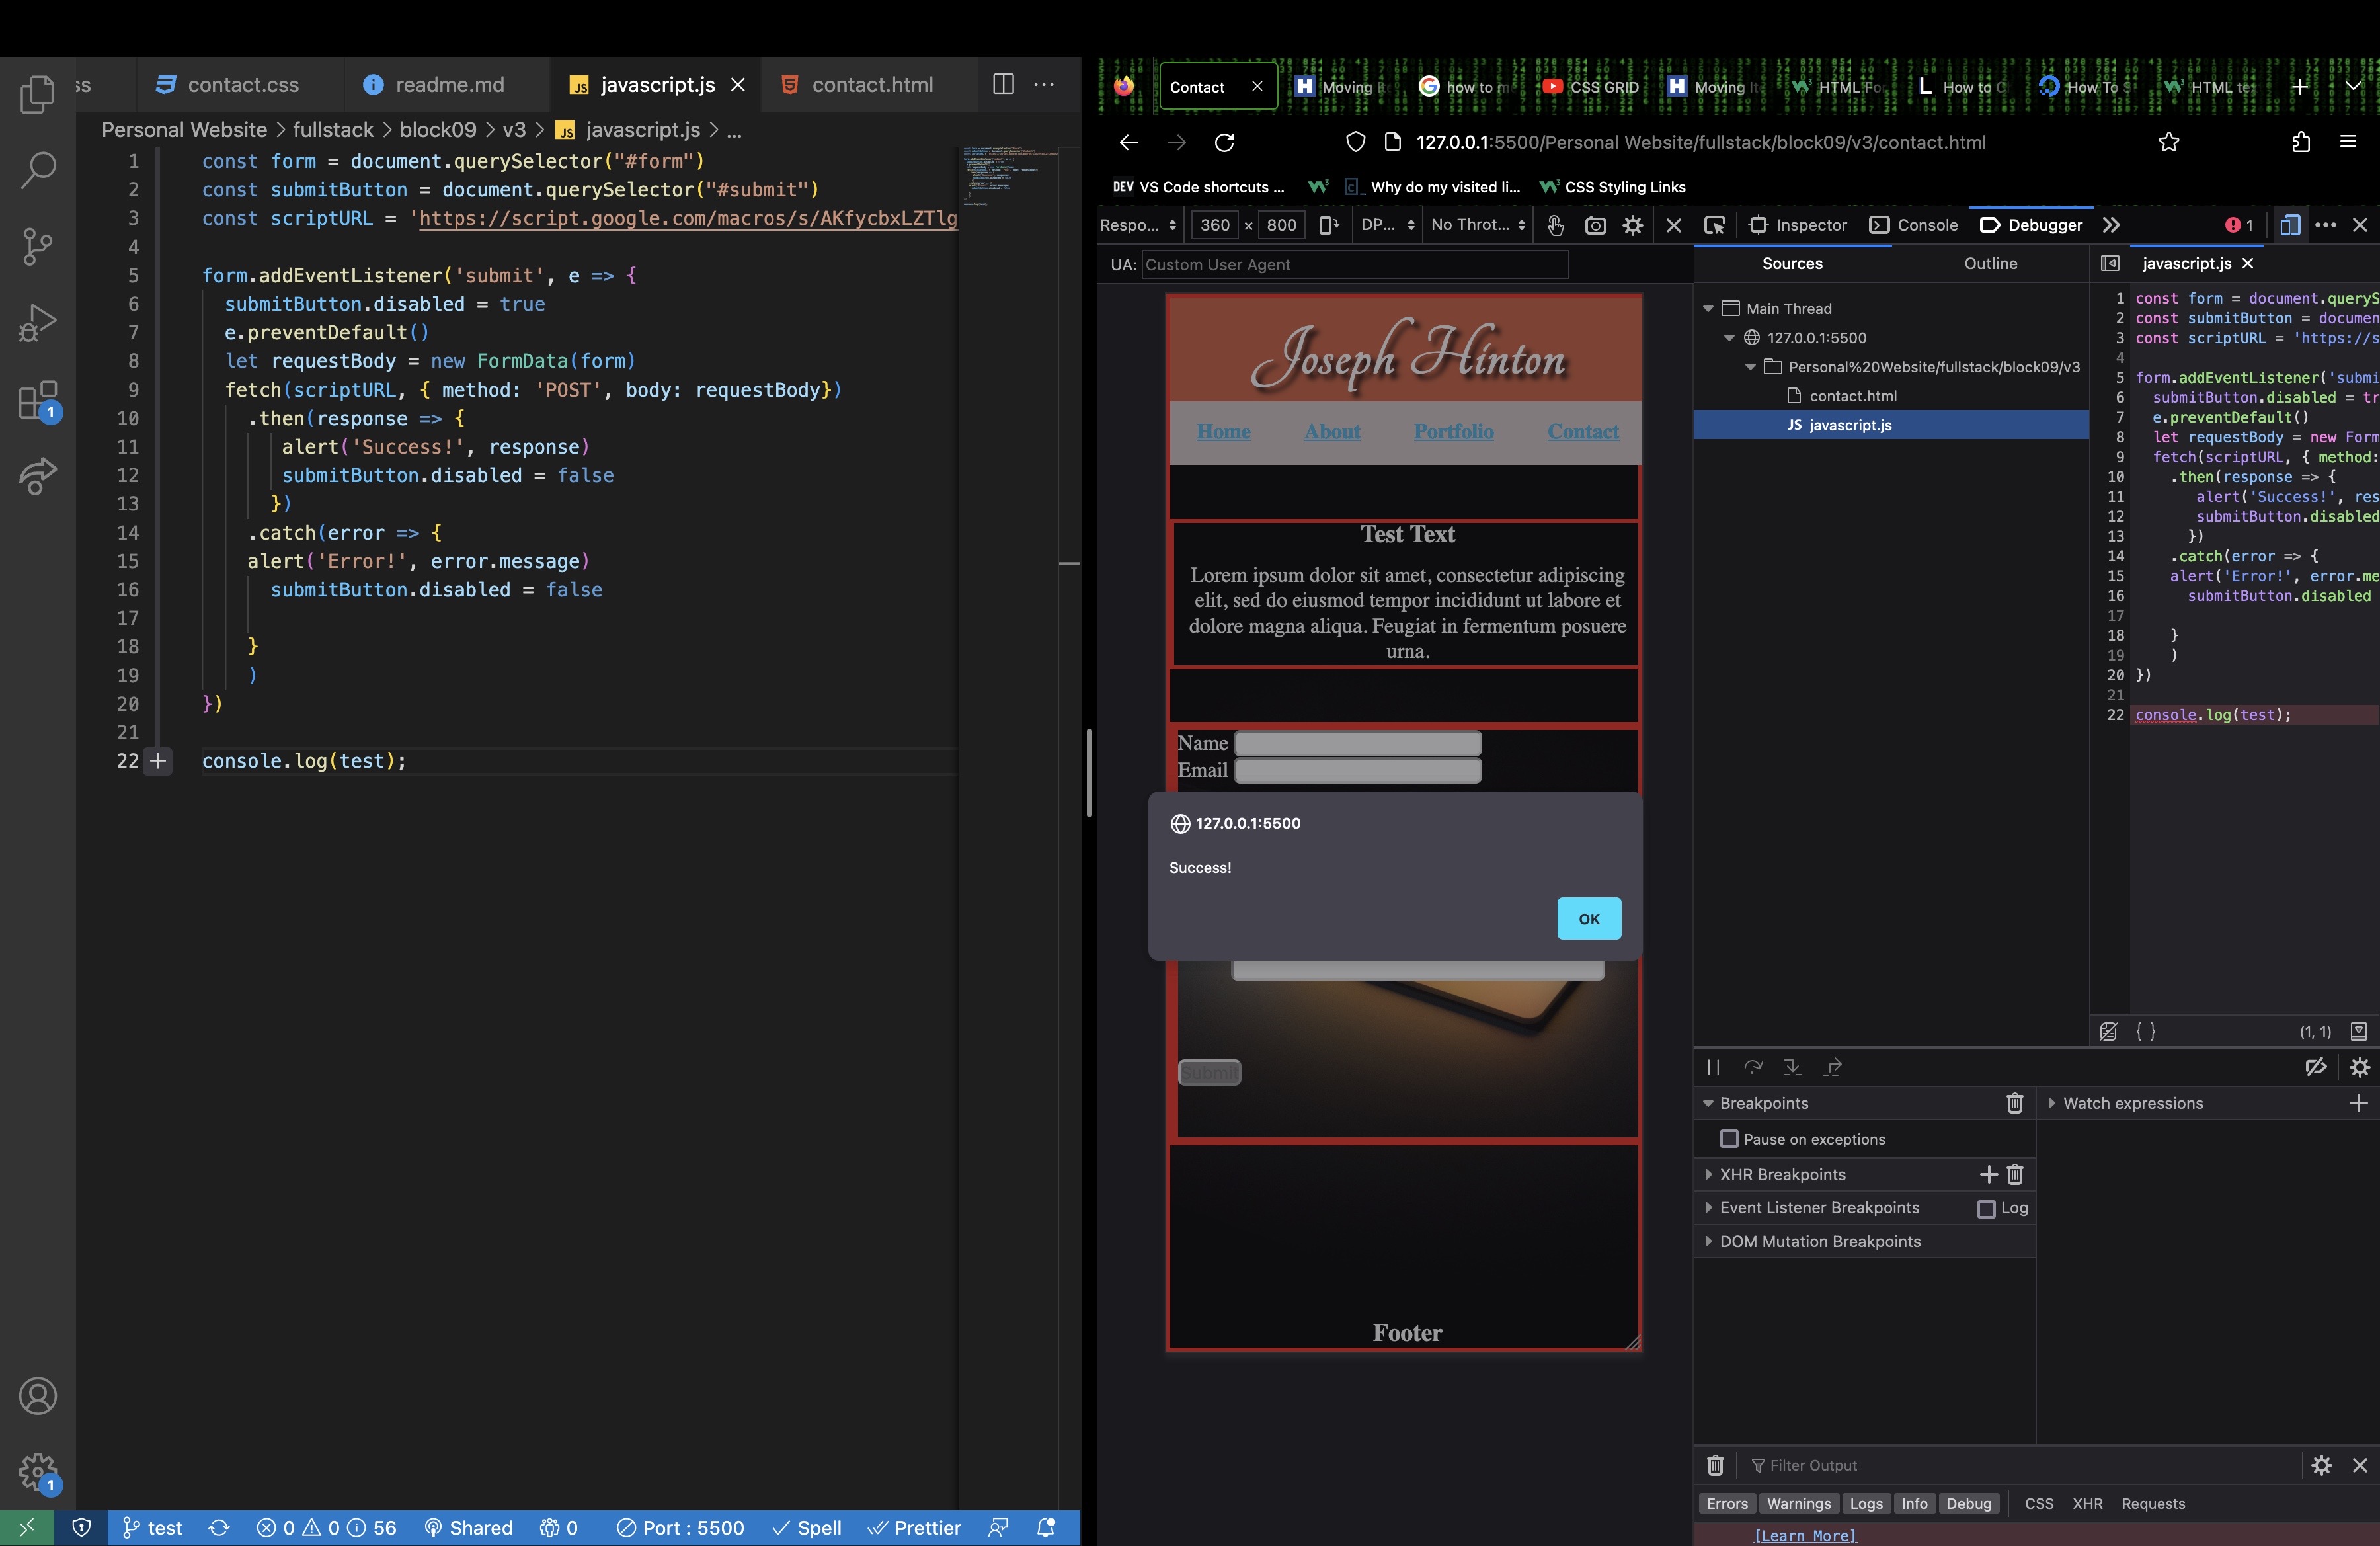 contact.css
readme.md
javascript.js
contact.html
Personal Website > fullstack > block09 > v3 > JS javascript.js > ...
1 const form = document.querySelector("#form")
2 const submitButton = document.querySelector("#submit")
3 const scriptURL = 'https://script.google.com/macros/s/AKfycbxLZTlg
4
5 form.addEventListener('submit', e => {
6 submitButton.disabled = true
7 e.preventDefault()
8 let requestBody = new FormData(form)
9 fetch(scriptURL, { method: 'POST', body: requestBody})
10 .then(response => {
11 alert('Success!', response)
12 submitButton.disabled = false
13 })
14 .catch(error => {
15 alert('Error!', error.message)
16 submitButton.disabled = false
17
18 }
19 )
20 })
21
22 console.log(test);
1
1
test
0 0 56
Shared
0
Port : 5500
Spell
Prettier
Contact
Moving
how to
CSS GRID
Moving
HTML
How to
How To
HTML
127.0.0.1:5500/Personal Website/fullstack/block09/v3/contact.html
DEV VS Code shortcuts ...
Why do my visited li...
CSS Styling Links
Respo...
360 × 800
DP...
No Throt...
Inspector
Console
Debugger
1
UA: Custom User Agent
Joseph Hinton
Home About Portfolio Contact
Test Text
Lorem ipsum dolor sit amet, consectetur adipiscing
elit, sed do eiusmod tempor incididunt ut labore et
dolore magna aliqua. Feugiat in fermentum posuere
urna.
Name
Email
127.0.0.1:5500
Success!
OK
Submit
Footer
Sources
Outline
Main Thread
127.0.0.1:5500
Personal%20Website/fullstack/block09/v3
contact.html
JS javascript.js
javascript.js
1 const form = document.queryS
2 const submitButton = documen
3 const scriptURL = 'https://s
4
5 form.addEventListener('submi
6 submitButton.disabled = tr
7 e.preventDefault()
8 let requestBody = new Form
9 fetch(scriptURL, { method:
10 .then(response => {
11 alert('Success!', res
12 submitButton.disabled
13 })
14 .catch(error => {
15 alert('Error!', error.me
16 submitButton.disabled
17
18 }
19 )
20 })
21
22 console.log(test);
{ }
(1, 1)
Breakpoints
Pause on exceptions
XHR Breakpoints
Event Listener Breakpoints
Log
DOM Mutation Breakpoints
Watch expressions
Filter Output
Errors Warnings Logs Info Debug CSS XHR Requests
[Learn More]